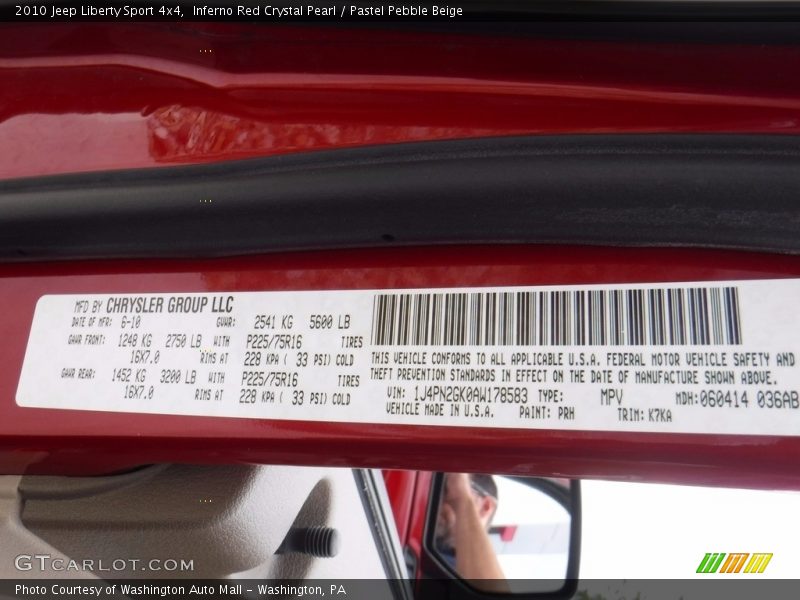 2010 Jeep Liberty Sport 4x4,  Inferno Red Crystal Pearl / Pastel Pebble Beige
MFD BY CHRYSLER GROUP LLC
DATE OF MFR: 6-10 GVWR: 2541 KG 5600 LB
GAWR FRONT: 1248 KG 2750 LB WITH P225/75R16 TIRES
16X7.0 RIMS AT 228 KPA ( 33 PSI) COLD
GAWR REAR: 1452 KG 3200 LB WITH P225/75R16 TIRES
16X7.0 RIMS AT 228 KPA ( 33 PSI) COLD
THIS VEHICLE CONFORMS TO ALL APPLICABLE U.S.A. FEDERAL MOTOR VEHICLE SAFETY AND
THEFT PREVENTION STANDARDS IN EFFECT ON THE DATE OF MANUFACTURE SHOWN ABOVE.
VIN: 1J4PN2GK0AW178583 TYPE: MPV MDH:060414 036AB
VEHICLE MADE IN U.S.A. PAINT: PRH TRIM: K7KA
GTCARLOT.COM
Photo Courtesy of Washington Auto Mall - Washington, PA